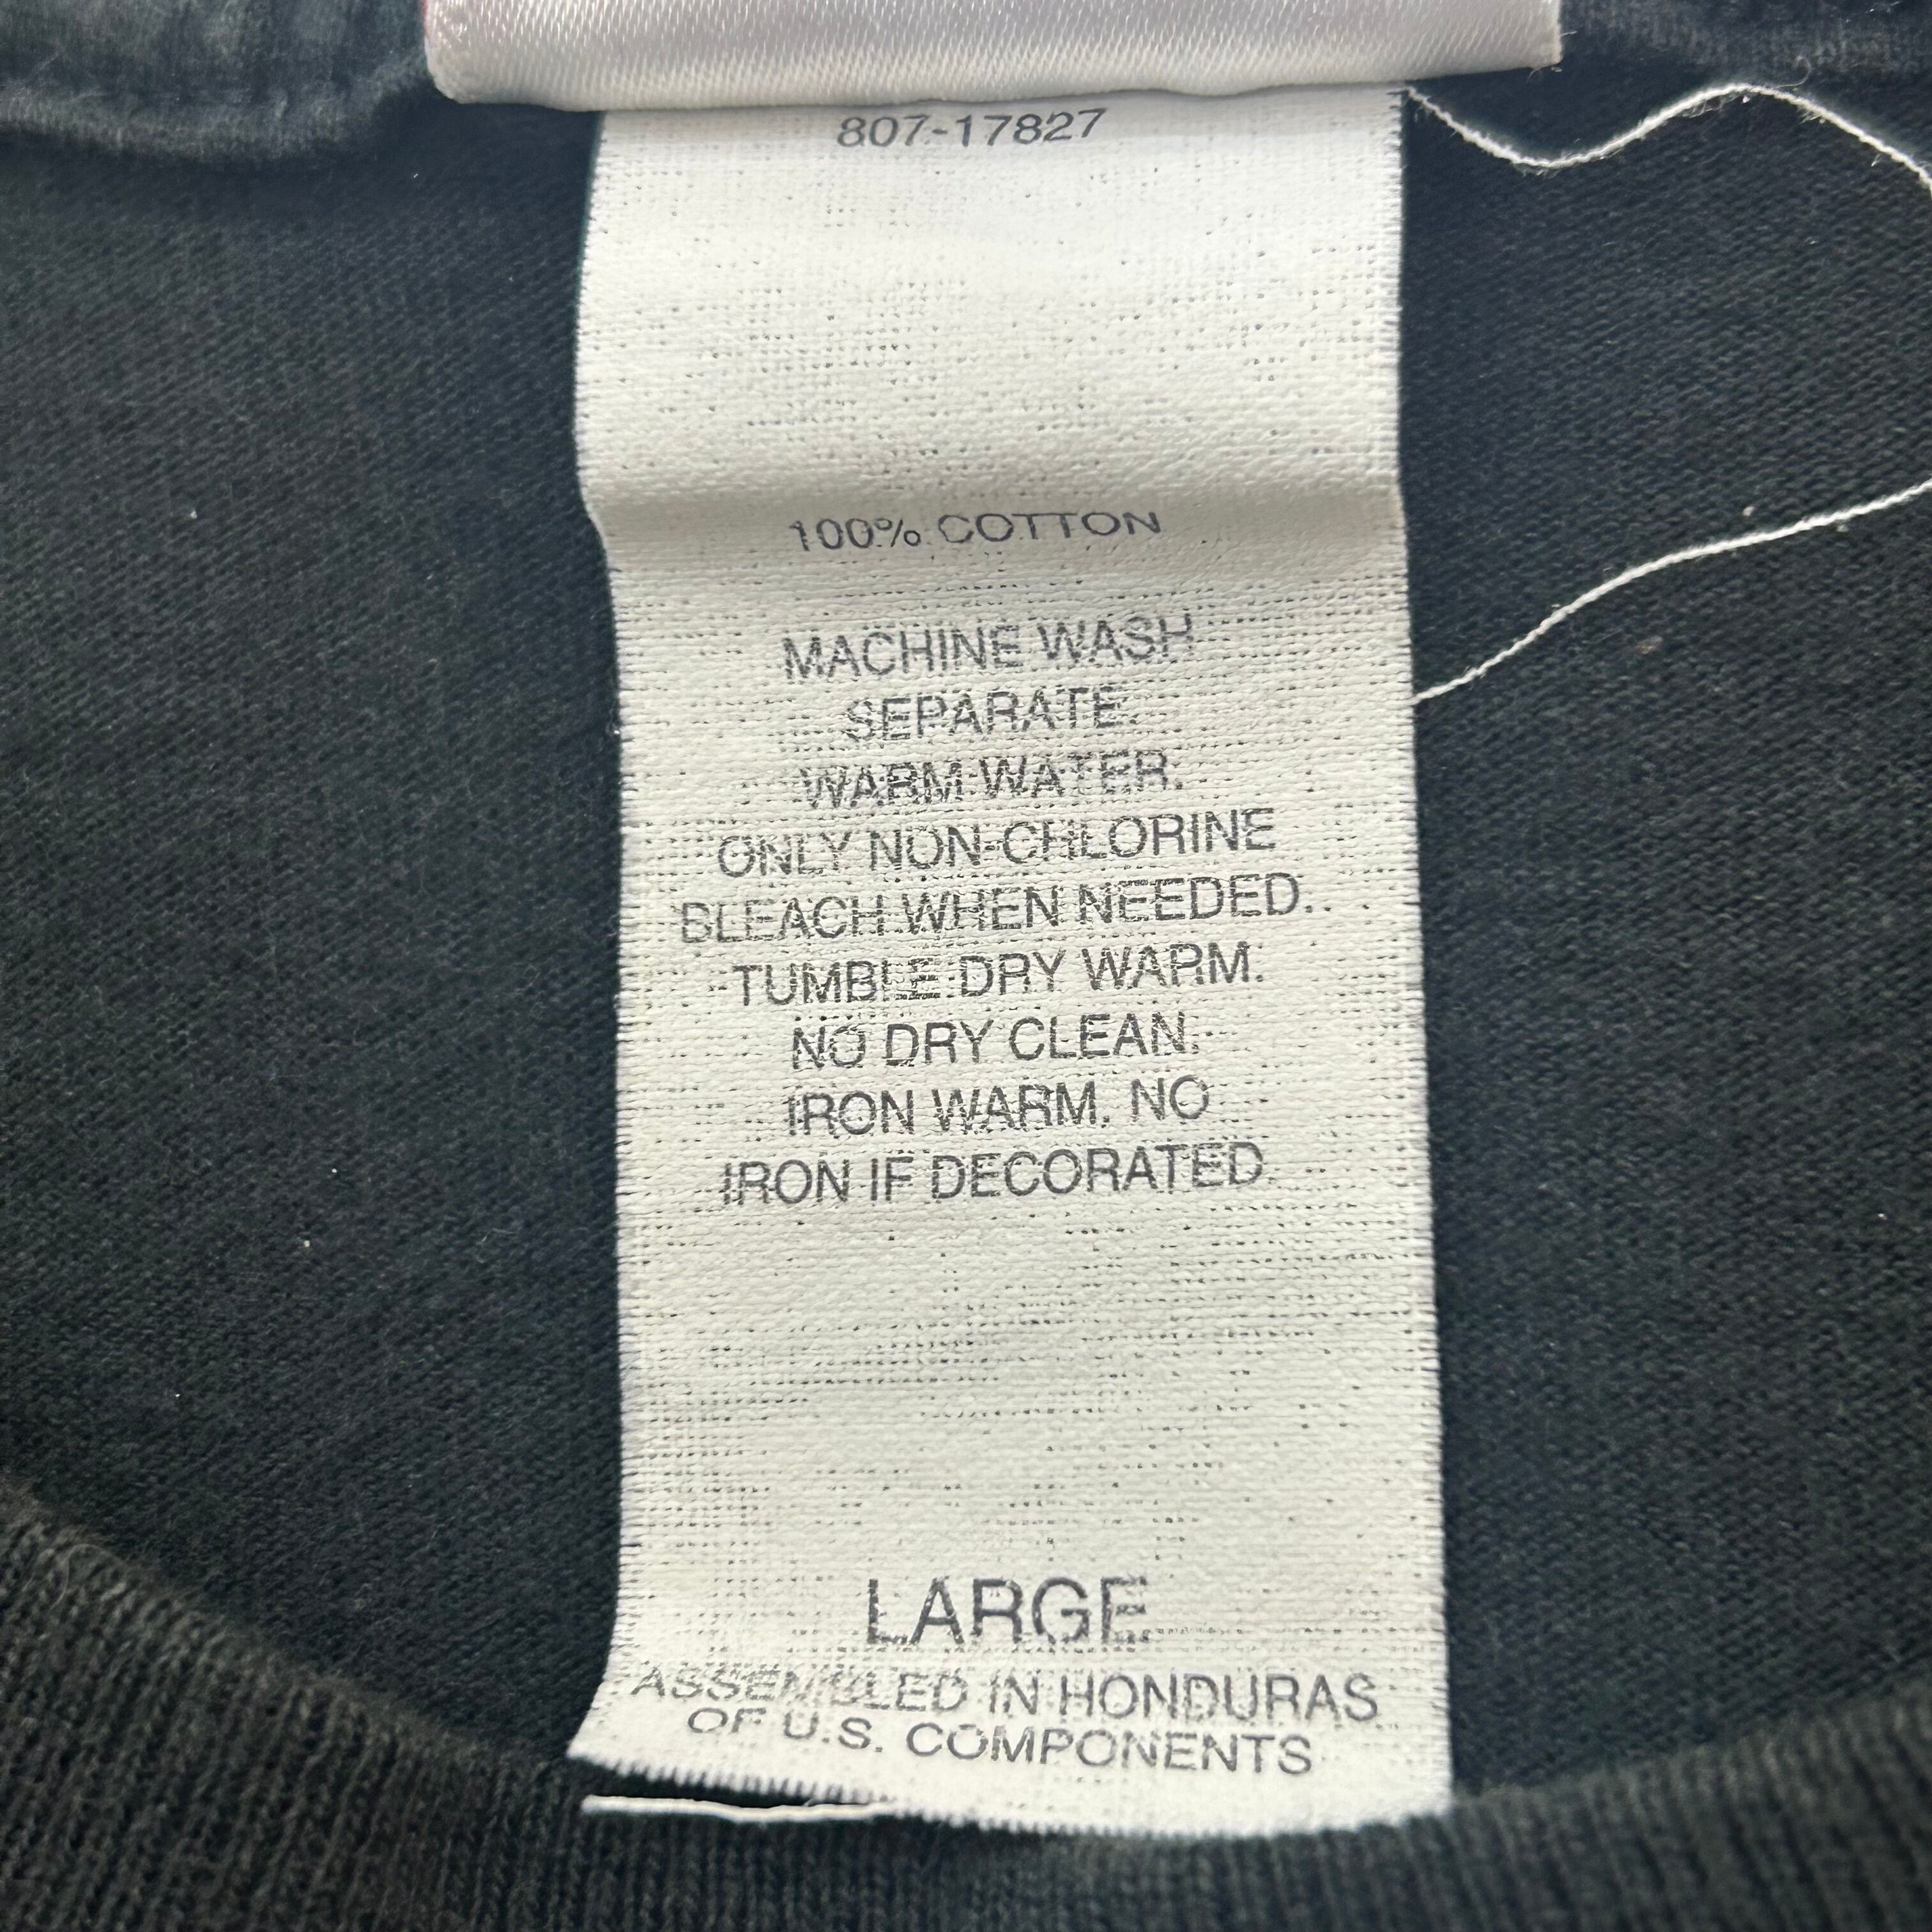 807-17827
100% COTTON
MACHINE WASH
SEPARATE.
WARM WATER.
ONLY NON-CHLORINE
BLEACH WHEN NEEDED.
TUMBLE DRY WARM.
NO DRY CLEAN.
IRON WARM. NO
IRON IF DECORATED.
LARGE
ASSEMBLED IN HONDURAS
OF U.S. COMPONENTS